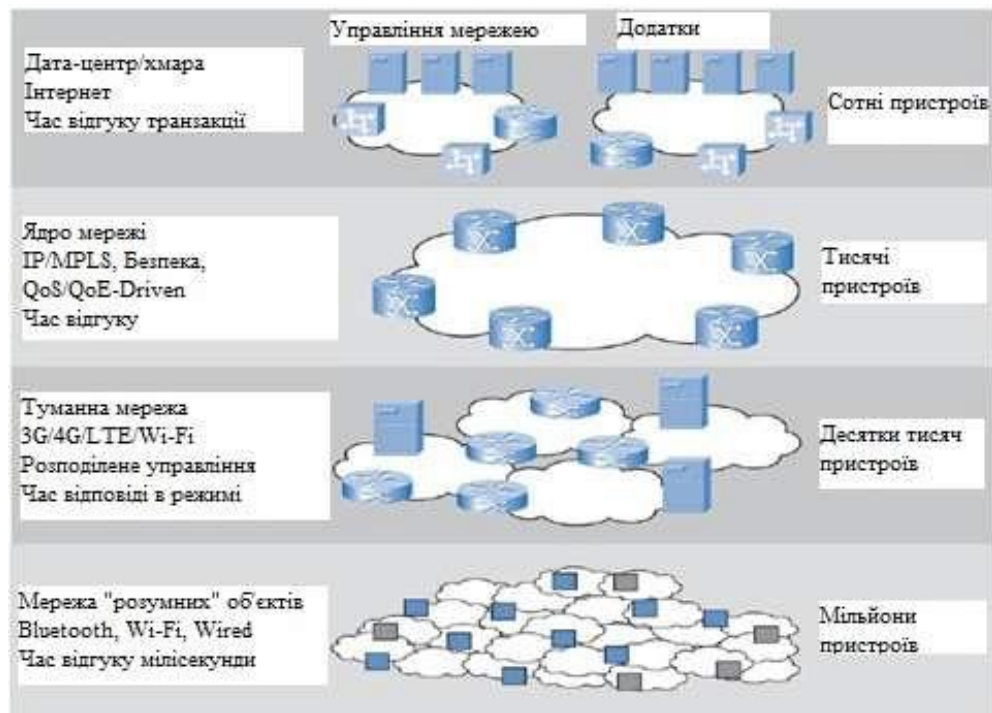 Управління мережею
Додатки
Дата-центр/хмара
Інтернет
Час відгуку транзакції
Сотні пристроїв
Ядро мережі
IP/MPLS, Безпека,
QoS/QoE-Driven
Час відгуку
Тисячі
пристроїв
Туманна мережа
3G/4G/LTE/Wi-Fi
Розподілене управління
Час відповіді в режимі
Десятки тисяч
пристроїв
Мережа "розумних" об'єктів
Bluetooth, Wi-Fi, Wired
Час відгуку мілісекунди
Мільйони
пристроїв